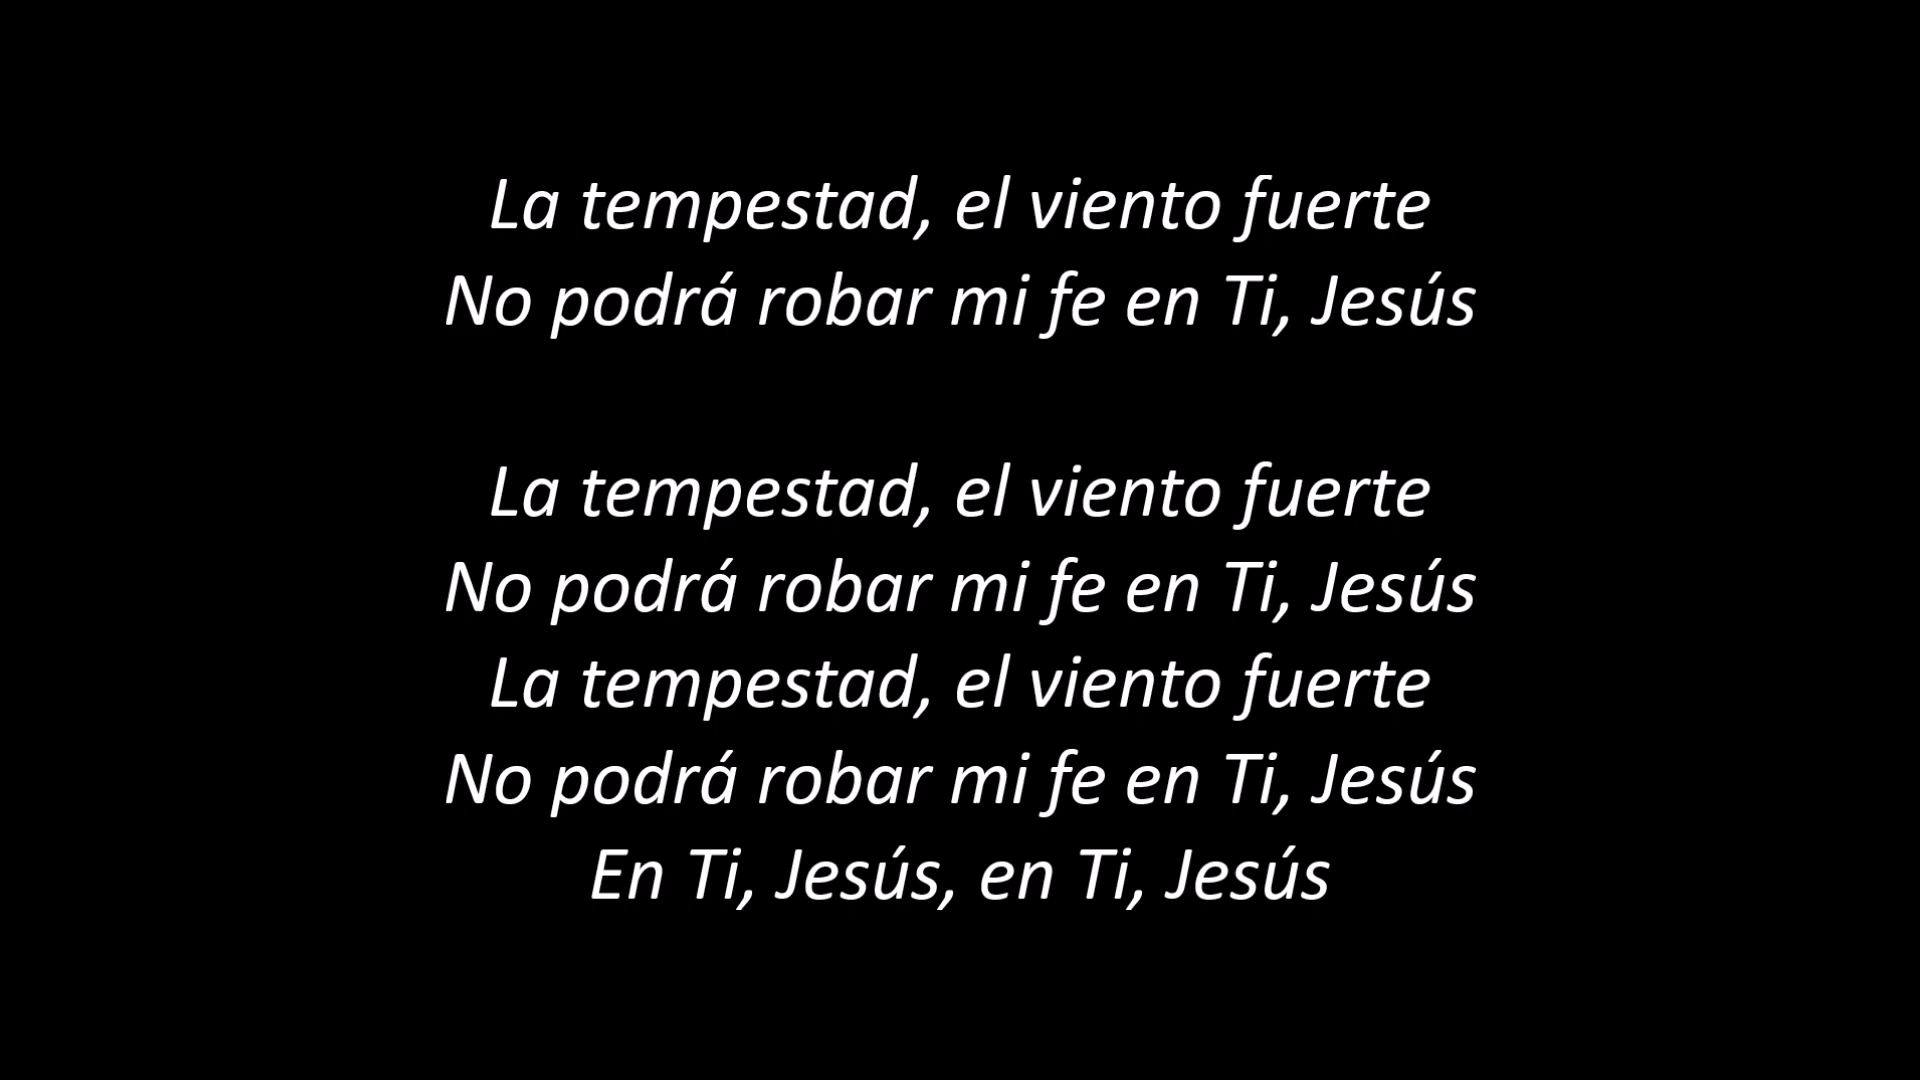 La tempestad, el viento fuerte
No podrá robar mi fe en Ti, Jesús
La tempestad, el viento fuerte
No podrá robar mi fe en Ti, Jesús
La tempestad, el viento fuerte
No podrá robar mi fe en Ti, Jesús
En Ti, Jesús, en Ti, Jesús